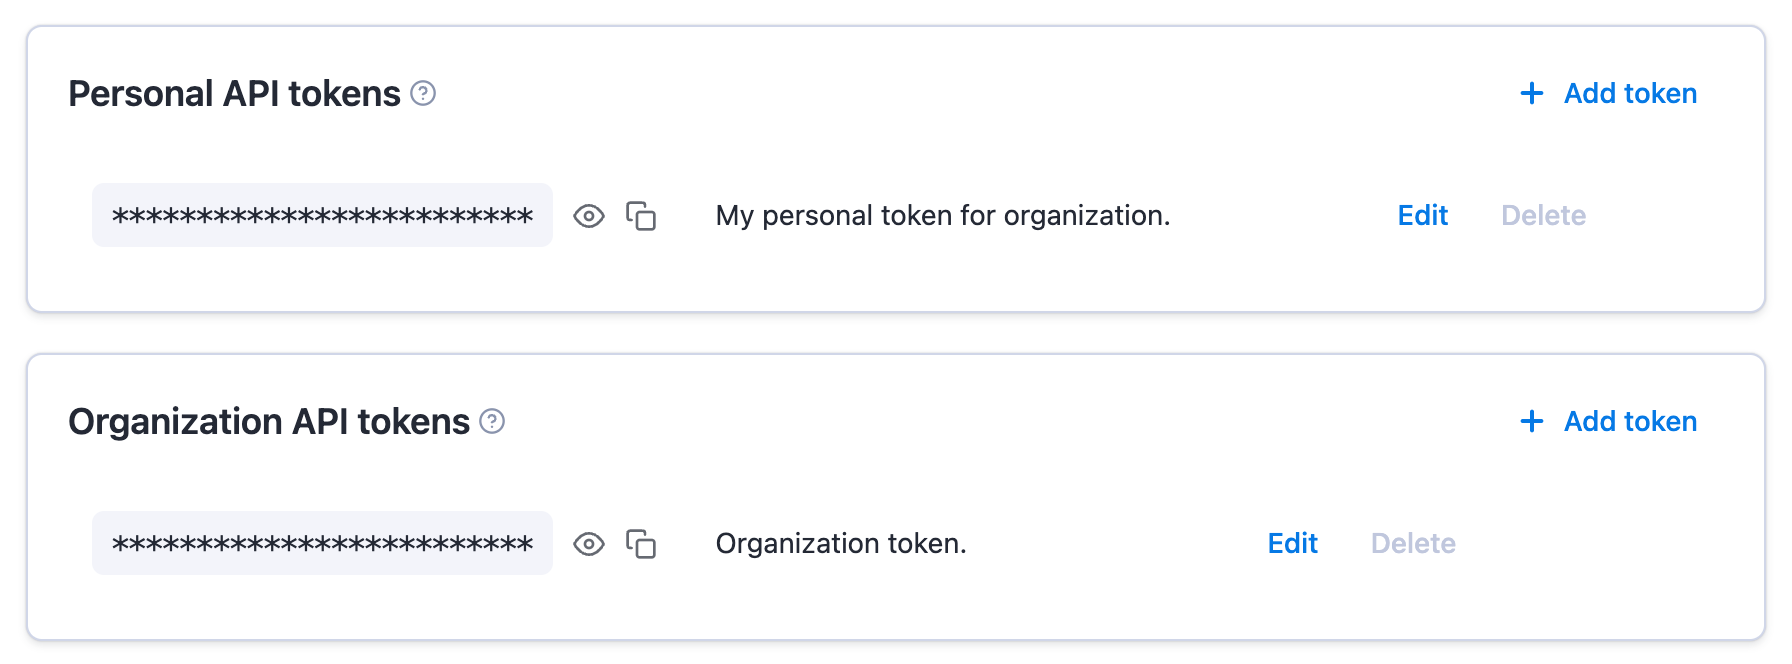 Personal API tokens ? + Add token
************************* My personal token for organization. Edit Delete
Organization API tokens ? + Add token
************************* Organization token. Edit Delete